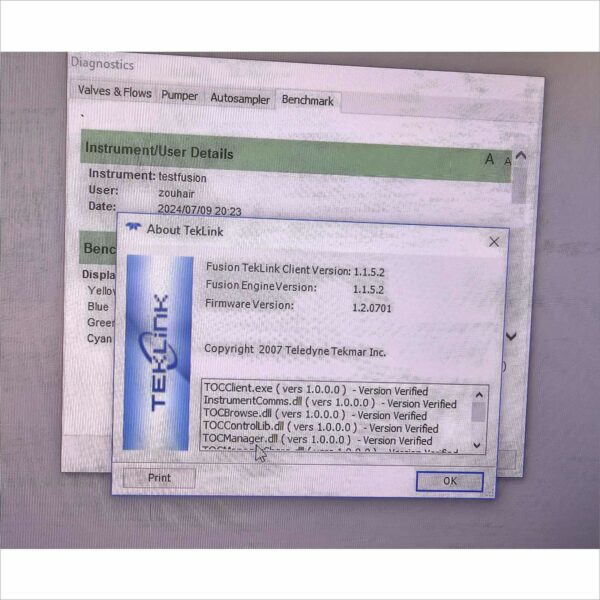 Diagnostics
Valves & Flows Pumper Autosampler Benchmark
Instrument/User Details A A
Instrument: testfusion
User: zouhair
Date: 2024/07/09 20:23
About TekLink
Benc
Displa
Yellov
Blue
Green
Cyan
TEKLINK
Fusion TekLink Client Version: 1.1.5.2
Fusion EngineVersion: 1.1.5.2
Firmware Version: 1.2.0701
Copyright 2007 Teledyne Tekmar Inc.
TOCClient.exe ( vers 1.0.0.0 ) - Version Verified
InstrumentComms.dll ( vers 1.0.0.0 ) - Version Verified
TOCBrowse.dll ( vers 1.0.0.0 ) - Version Verified
TOCControlLib.dll ( vers 1.0.0.0 ) - Version Verified
TOCManager.dll ( vers 1.0.0.0 ) - Version Verified
Print OK